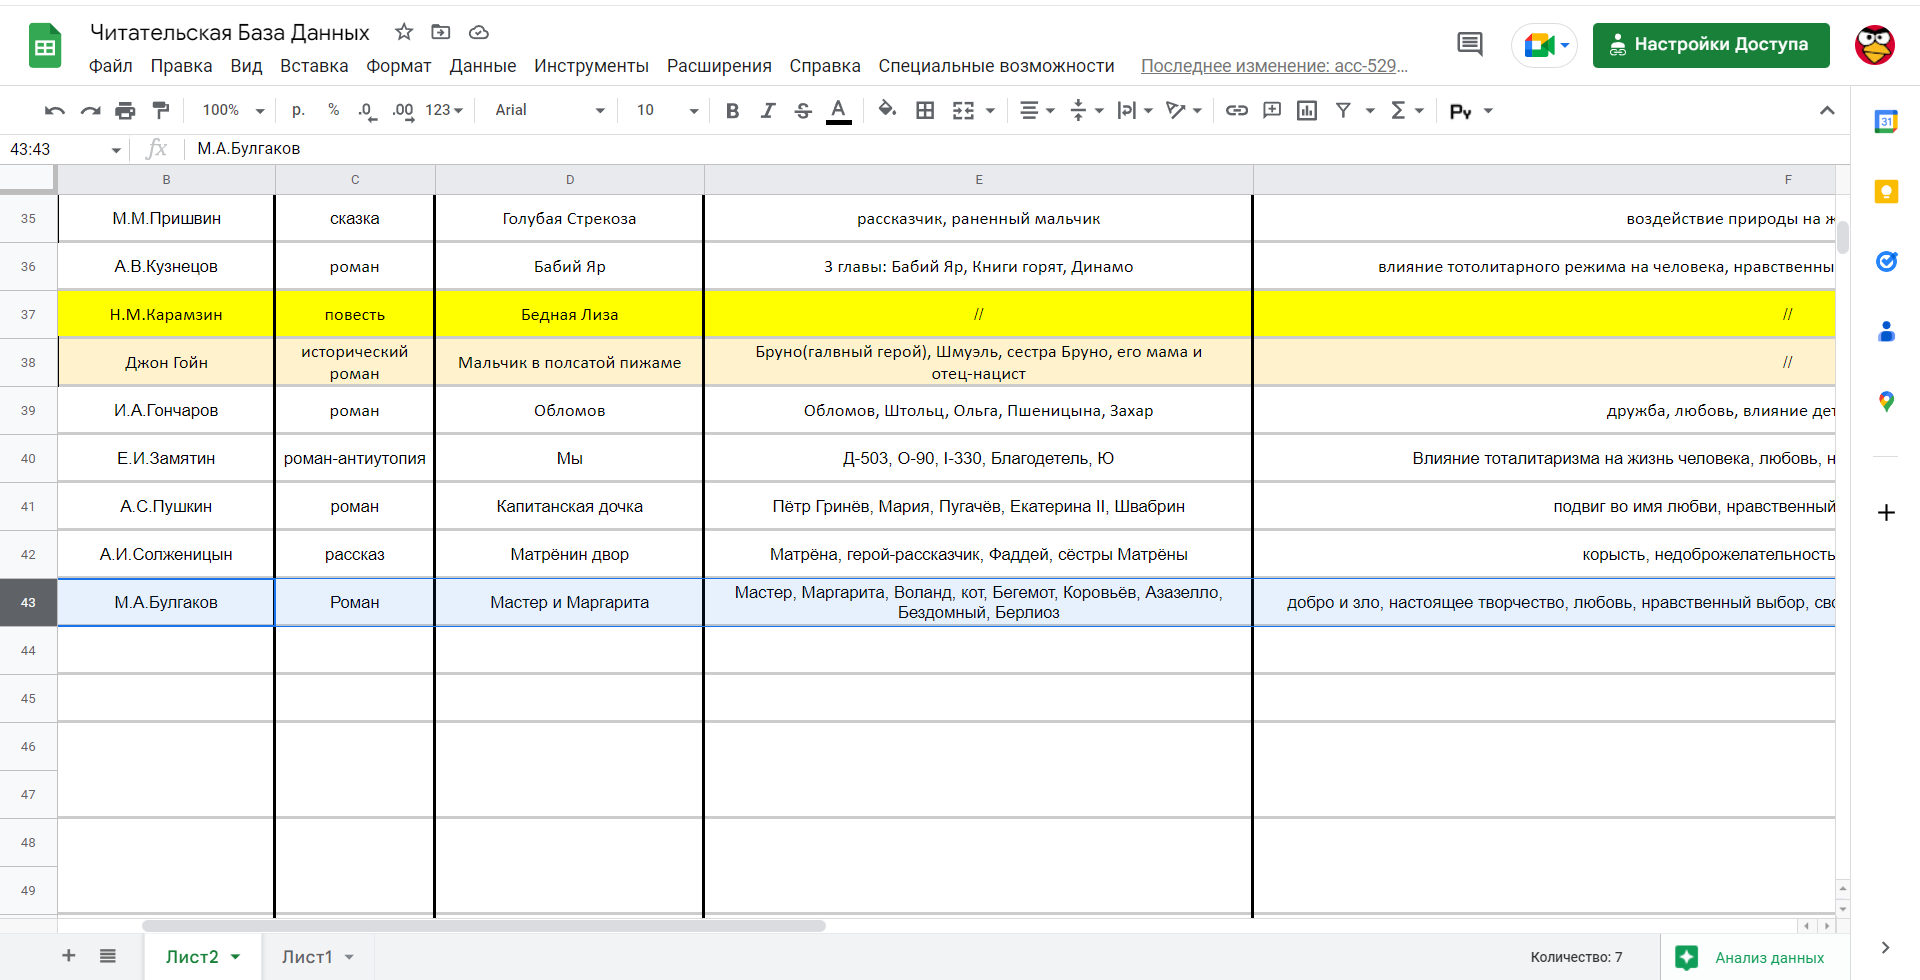 Читательская База Данных
Файл Правка Вид Вставка Формат Данные Инструменты Расширения Справка Специальные возможности Последнее изменение: acc-529...
Настройки Доступа
100% р. % .0 .00 123 Arial 10 B I S A Py
43:43 fx М.А.Булгаков
B C D E F
35 М.М.Пришвин сказка Голубая Стрекоза рассказчик, раненный мальчик воздействие природы на ж
36 А.В.Кузнецов роман Бабий Яр 3 главы: Бабий Яр, Книги горят, Динамо влияние тотолитарного режима на человека, нравственны
37 Н.М.Карамзин повесть Бедная Лиза // //
38 Джон Гойн исторический роман Мальчик в полсатой пижаме Бруно(галвный герой), Шмуэль, сестра Бруно, его мама и отец-нацист //
39 И.А.Гончаров роман Обломов Обломов, Штольц, Ольга, Пшеницына, Захар дружба, любовь, влияние дет
40 Е.И.Замятин роман-антиутопия Мы Д-503, О-90, I-330, Благодетель, Ю Влияние тоталитаризма на жизнь человека, любовь, н
41 А.С.Пушкин роман Капитанская дочка Пётр Гринёв, Мария, Пугачёв, Екатерина II, Швабрин подвиг во имя любви, нравственный
42 А.И.Солженицын рассказ Матрёнин двор Матрёна, герой-рассказчик, Фаддей, сёстры Матрёны корысть, недоброжелательность
43 М.А.Булгаков Роман Мастер и Маргарита Мастер, Маргарита, Воланд, кот, Бегемот, Коровьёв, Азазелло, Бездомный, Берлиоз добро и зло, настоящее творчество, любовь, нравственный выбор, сво
44
45
46
47
48
49
Лист2 Лист1 Количество: 7 Анализ данных
31